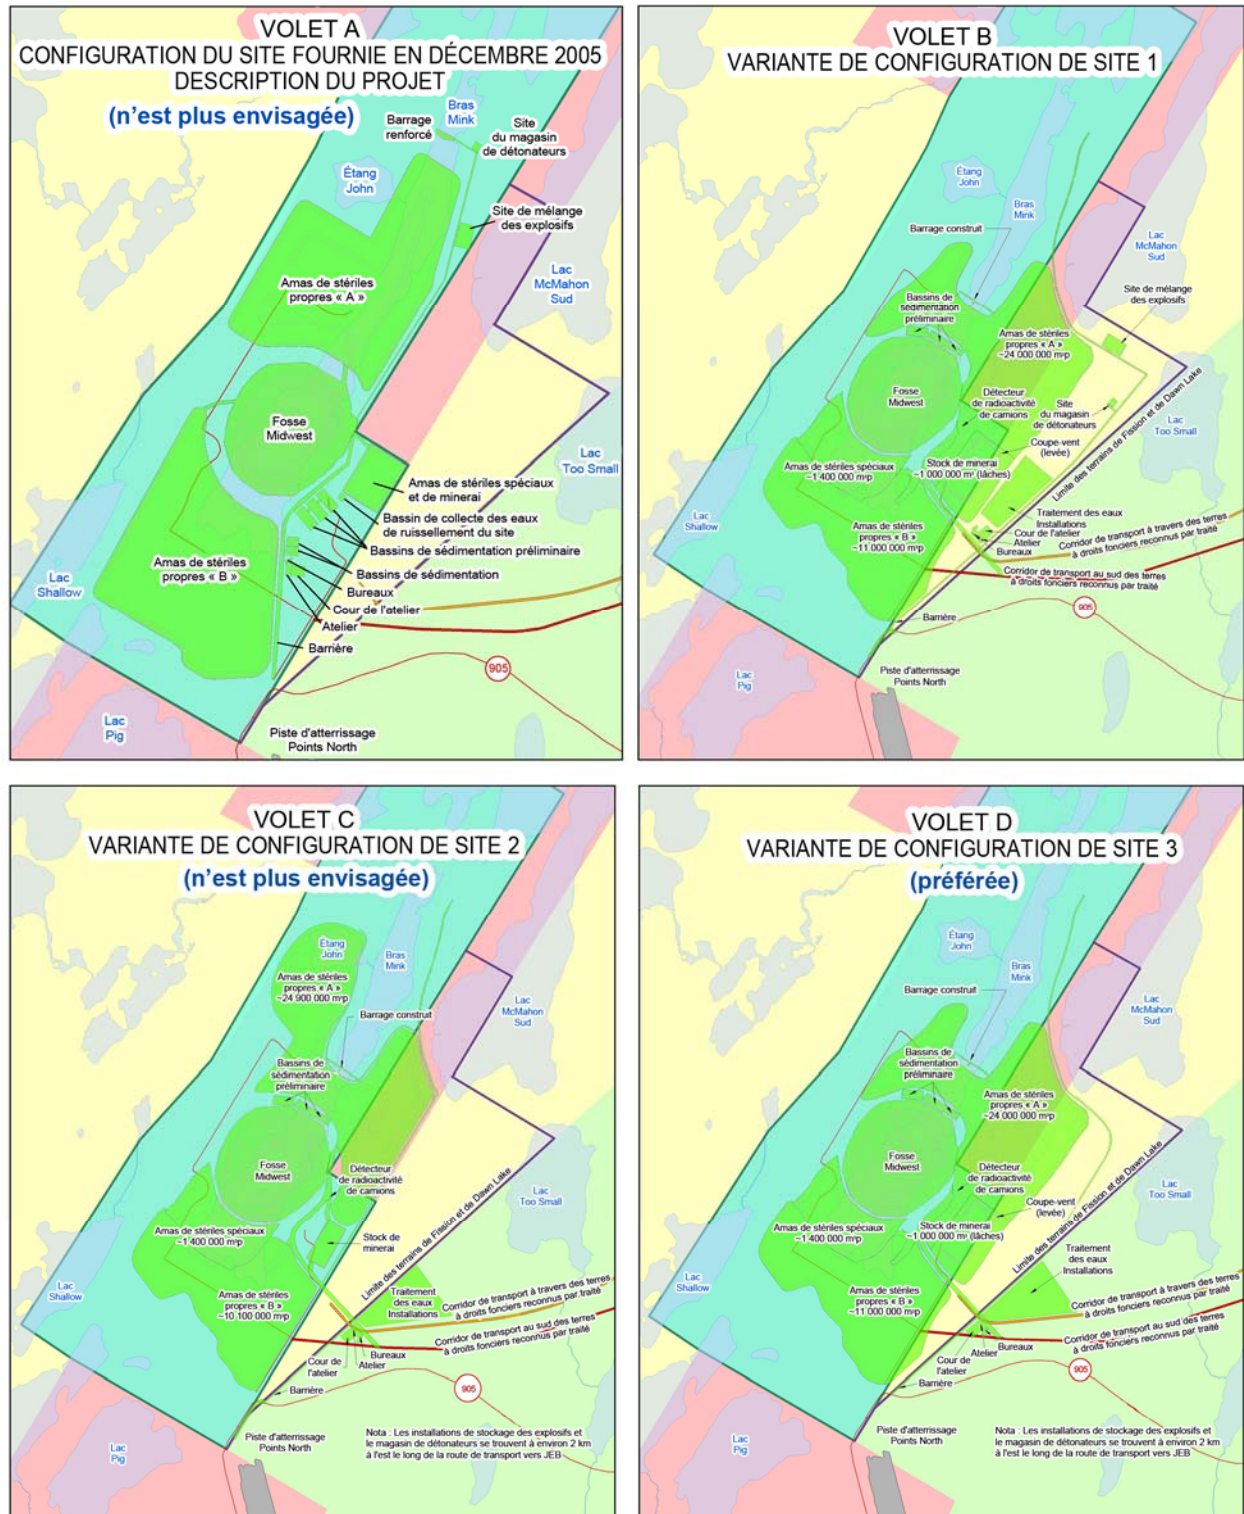 VOLET A
CONFIGURATION DU SITE FOURNIE EN DÉCEMBRE 2005
DESCRIPTION DU PROJET
(n'est plus envisagée)
Barrage
renforcé
Bras
Mink
Site
du magasin
de détonateurs
Étang
John
Site de mélange
des explosifs
Amas de stériles
propres « A »
Lac
McMahon
Sud
Fosse
Midwest
Lac
Too Small
Amas de stériles spéciaux
et de minerai
Bassin de collecte des eaux
de ruissellement du site
Bassins de sédimentation préliminaire
Amas de stériles
propres « B »
Bassins de sédimentation
Bureaux
Lac
Shallow
Cour de l'atelier
Atelier
Barrière
905
Lac
Pig
Piste d'atterrissage
Points North
VOLET B
VARIANTE DE CONFIGURATION DE SITE 1
Étang
John
Bras
Mink
Barrage construit
Lac
McMahon
Sud
Site de mélange
des explosifs
Bassins de
sédimentation
préliminaire
Amas de stériles
propres « A »
~24 000 000 m³p
Fosse
Midwest
Détecteur
de radioactivité
de camions
Site
du magasin
de détonateurs
Lac
Too Small
Coupe-vent
(levée)
Limite des terrains de Fission et de Dawn Lake
Amas de stériles spéciaux
~1 400 000 m³p
Stock de minerai
~1 000 000 m³ (lâches)
Traitement des eaux
Installations
Cour de l'atelier
Atelier
Bureaux
Amas de stériles
propres « B »
~11 000 000 m³p
Corridor de transport à travers des terres
à droits fonciers reconnus par traité
Corridor de transport au sud des terres
à droits fonciers reconnus par traité
Lac
Shallow
905
Barrière
Lac
Pig
Piste d'atterrissage
Points North
VOLET C
VARIANTE DE CONFIGURATION DE SITE 2
(n'est plus envisagée)
Étang
John
Bras
Mink
Amas de stériles
propres « A »
~24 900 000 m³p
Lac
McMahon
Sud
Barrage construit
Bassins de
sédimentation
préliminaire
Fosse
Midwest
Détecteur
de radioactivité
de camions
Lac
Too Small
Limite des terrains de Fission et de Dawn Lake
Amas de stériles spéciaux
~1 400 000 m³p
Stock de
minerai
Traitement
des eaux
Installations
Lac
Shallow
Amas de stériles
propres « B »
~10 100 000 m³p
Corridor de transport à travers des terres
à droits fonciers reconnus par traité
Corridor de transport au sud des terres
à droits fonciers reconnus par traité
Bureaux
Atelier
Cour de
l'atelier
Barrière
905
Lac
Pig
Piste d'atterrissage
Points North
Nota : Les installations de stockage des explosifs et
le magasin de détonateurs se trouvent à environ 2 km
à l'est le long de la route de transport vers JEB
VOLET D
VARIANTE DE CONFIGURATION DE SITE 3
(préférée)
Étang
John
Bras
Mink
Barrage construit
Lac
McMahon
Sud
Bassins de
sédimentation
préliminaire
Amas de stériles
propres « A »
~24 000 000 m³p
Fosse
Midwest
Détecteur
de radioactivité
de camions
Lac
Too Small
Coupe-vent
(levée)
Limite des terrains de Fission et de Dawn Lake
Amas de stériles spéciaux
~1 400 000 m³p
Stock de minerai
~1 000 000 m³ (lâches)
Traitement
des eaux
Installations
Lac
Shallow
Amas de stériles
propres « B »
~11 000 000 m³p
Corridor de transport à travers des terres
à droits fonciers reconnus par traité
Corridor de transport au sud des terres
à droits fonciers reconnus par traité
Bureaux
Atelier
Cour de
l'atelier
Barrière
905
Lac
Pig
Piste d'atterrissage
Points North
Nota : Les installations de stockage des explosifs et
le magasin de détonateurs se trouvent à environ 2 km
à l'est le long de la route de transport vers JEB